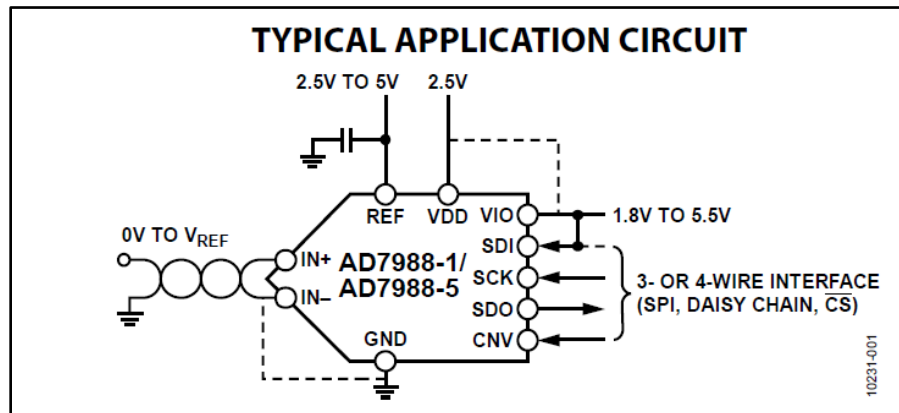 TYPICAL APPLICATION CIRCUIT
2.5V TO 5V
2.5V
REF
VDD
VIO
1.8V TO 5.5V
0V TO VREF
SDI
IN+
AD7988-1/
AD7988-5
SCK
3- OR 4-WIRE INTERFACE
(SPI, DAISY CHAIN, CS)
IN–
SDO
GND
CNV
10231-001